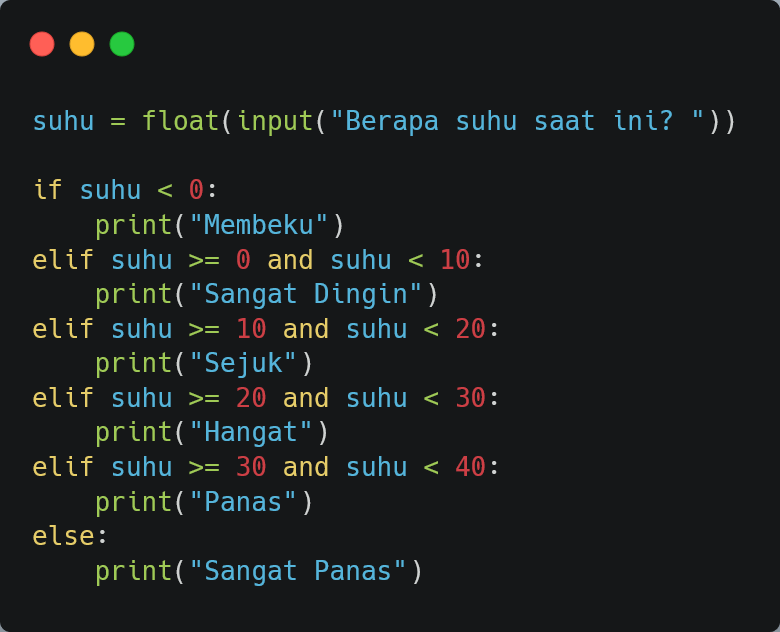 suhu = float(input("Berapa suhu saat ini? "))
if suhu < 0:
    print("Membeku")
elif suhu >= 0 and suhu < 10:
    print("Sangat Dingin")
elif suhu >= 10 and suhu < 20:
    print("Sejuk")
elif suhu >= 20 and suhu < 30:
    print("Hangat")
elif suhu >= 30 and suhu < 40:
    print("Panas")
else:
    print("Sangat Panas")